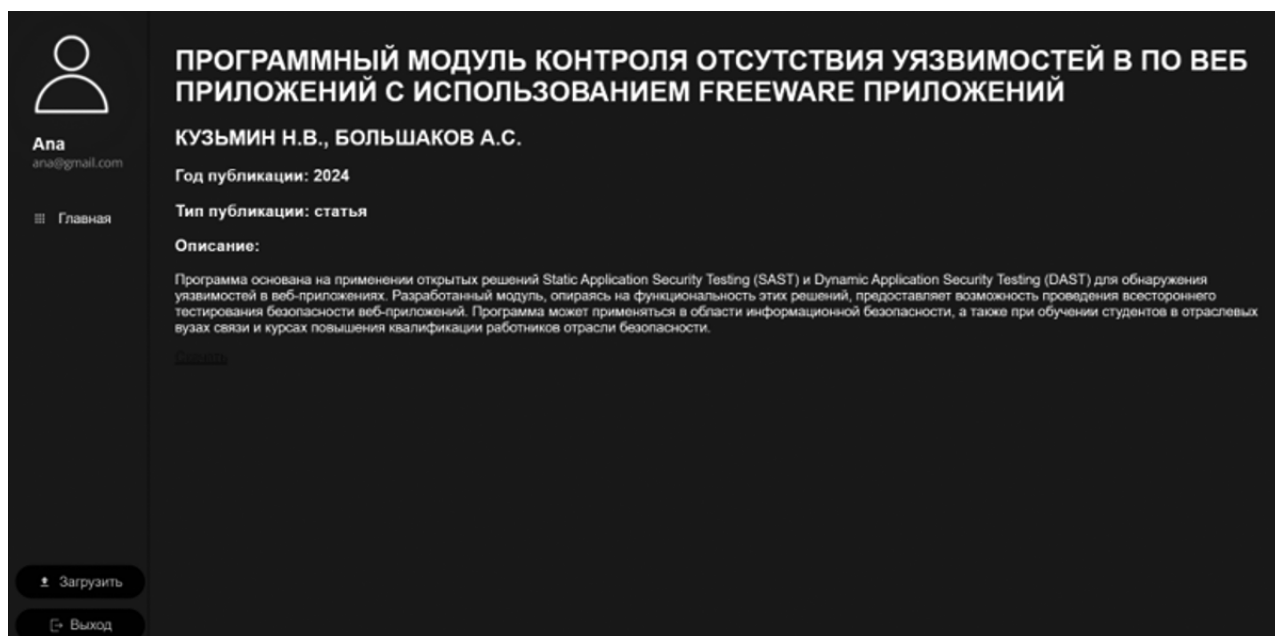 Ana
ana@gmail.com
Главная
Загрузить
Выход
ПРОГРАММНЫЙ МОДУЛЬ КОНТРОЛЯ ОТСУТСТВИЯ УЯЗВИМОСТЕЙ В ПО ВЕБ
ПРИЛОЖЕНИЙ С ИСПОЛЬЗОВАНИЕМ FREEWARE ПРИЛОЖЕНИЙ
КУЗЬМИН Н.В., БОЛЬШАКОВ А.С.
Год публикации: 2024
Тип публикации: статья
Описание:
Программа основана на применении открытых решений Static Application Security Testing (SAST) и Dynamic Application Security Testing (DAST) для обнаружения
уязвимостей в веб-приложениях. Разработанный модуль, опираясь на функциональность этих решений, предоставляет возможность проведения всестороннего
тестирования безопасности веб-приложений. Программа может применяться в области информационной безопасности, а также при обучении студентов в отраслевых
вузах связи и курсах повышения квалификации работников отрасли безопасности.
Скачать